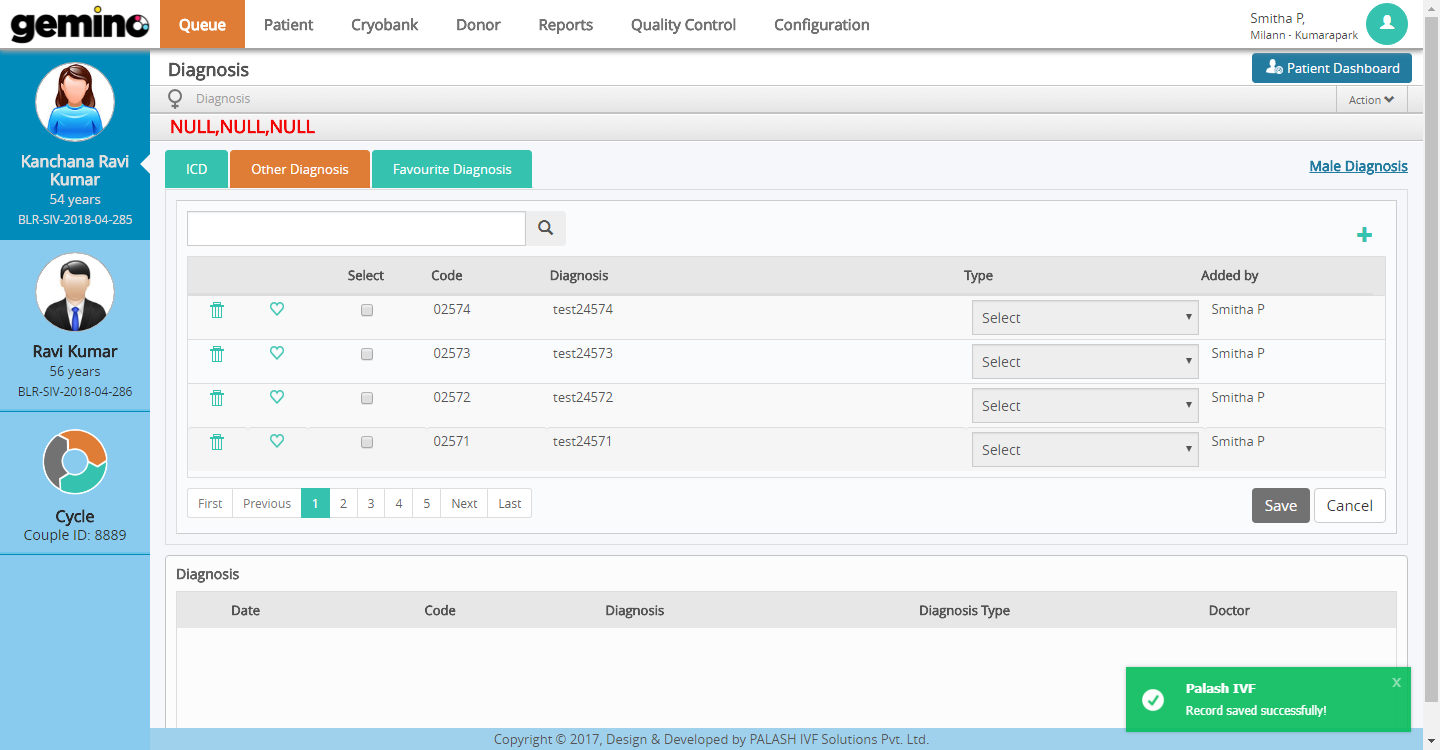 gemino
Queue Patient Cryobank Donor Reports Quality Control Configuration
Smitha P,
Milann - Kumarapark
Kanchana Ravi
Kumar
54 years
BLR-SIV-2018-04-285
Ravi Kumar
56 years
BLR-SIV-2018-04-286
Cycle
Couple ID: 8889
Diagnosis
Patient Dashboard
Diagnosis
Action
NULL,NULL,NULL
ICD Other Diagnosis Favourite Diagnosis
Male Diagnosis
Select Code Diagnosis Type Added by
02574 test24574 Select Smitha P
02573 test24573 Select Smitha P
02572 test24572 Select Smitha P
02571 test24571 Select Smitha P
First Previous 1 2 3 4 5 Next Last
Save Cancel
Diagnosis
Date Code Diagnosis Diagnosis Type Doctor
Palash IVF x
Record saved successfully!
Copyright © 2017, Design & Developed by PALASH IVF Solutions Pvt. Ltd.